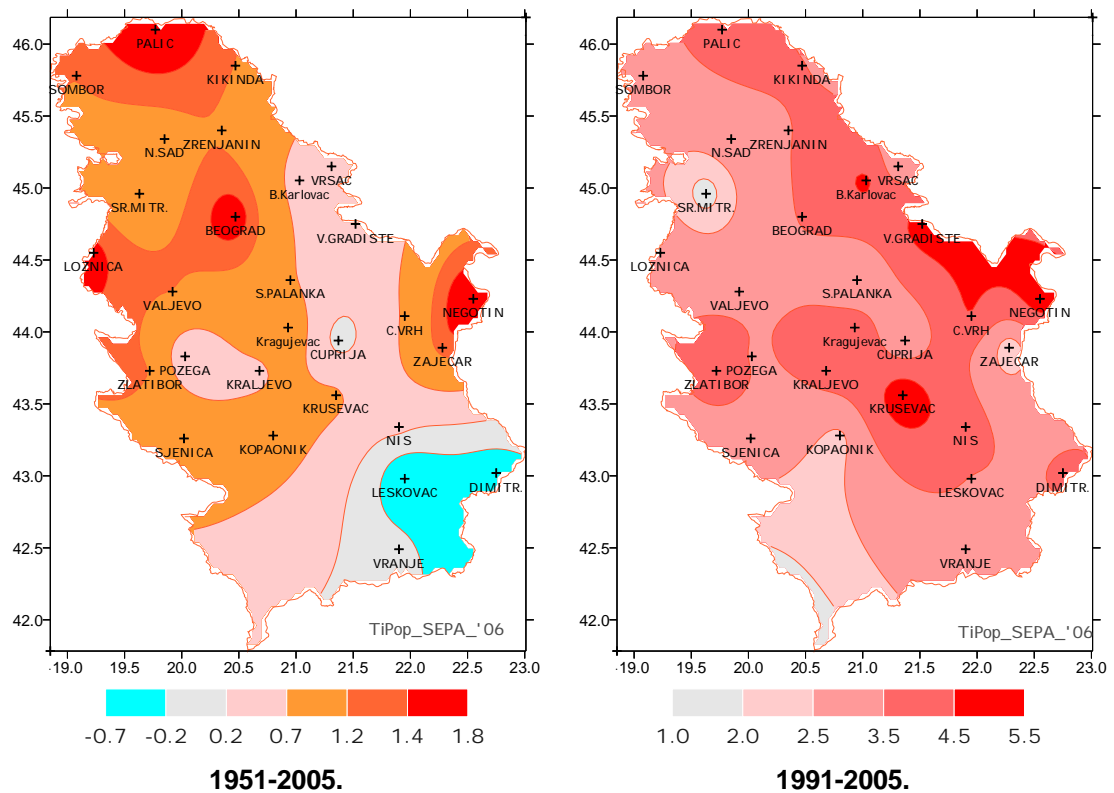 46.0
45.5
45.0
44.5
44.0
43.5
43.0
42.5
42.0
PALIC
KIKINDA
SOMBOR
ZRENJANIN
N.SAD
VRSAC
B.Karlovac
SR.MITR.
BEOGRAD
V.GRADISTE
LOZNICA
VALJEVO
S.PALANKA
NEGOTIN
C.VRH
Kragujevac
CUPRIJA
ZAJECAR
POZEGA
ZLATIBOR
KRALJEVO
KRUSEVAC
NIS
SJENICA
KOPAONIK
LESKOVAC
DIMITR.
VRANJE
TiPop_SEPA_'06
19.0 19.5 20.0 20.5 21.0 21.5 22.0 22.5 23.0
-0.7 -0.2 0.2 0.7 1.2 1.4 1.8
1951-2005.
46.0
45.5
45.0
44.5
44.0
43.5
43.0
42.5
42.0
PALIC
KIKINDA
SOMBOR
ZRENJANIN
N.SAD
VRSAC
B.Karlovac
SR.MITR.
BEOGRAD
V.GRADISTE
LOZNICA
VALJEVO
S.PALANKA
NEGOTIN
C.VRH
Kragujevac
CUPRIJA
ZAJECAR
POZEGA
ZLATIBOR
KRALJEVO
KRUSEVAC
NIS
SJENICA
KOPAONIK
LESKOVAC
DIMITR.
VRANJE
TiPop_SEPA_'06
19.0 19.5 20.0 20.5 21.0 21.5 22.0 22.5 23.0
1.0 2.0 2.5 3.5 4.5 5.5
1991-2005.